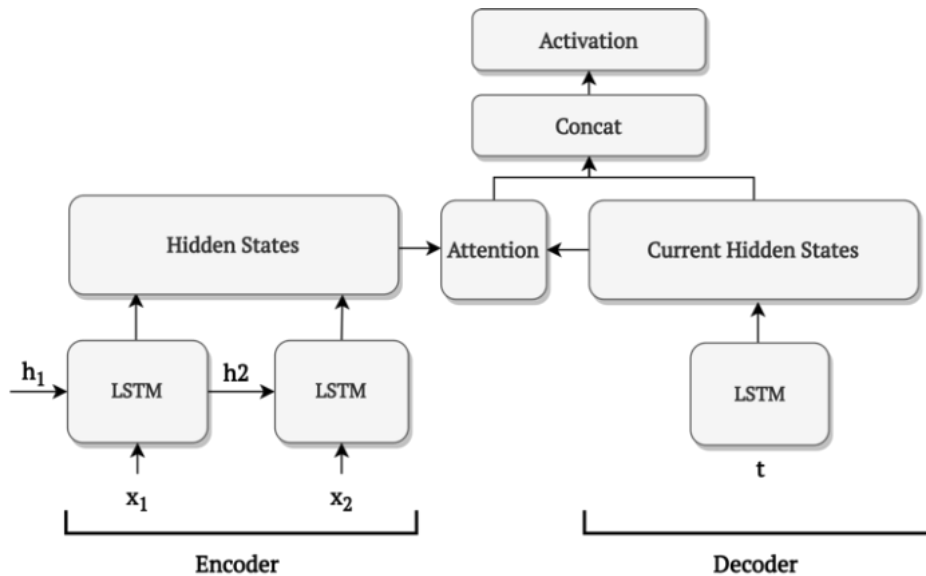 Activation
Concat
Hidden States
Attention
Current Hidden States
h1
LSTM
h2
LSTM
LSTM
x1
x2
t
Encoder
Decoder